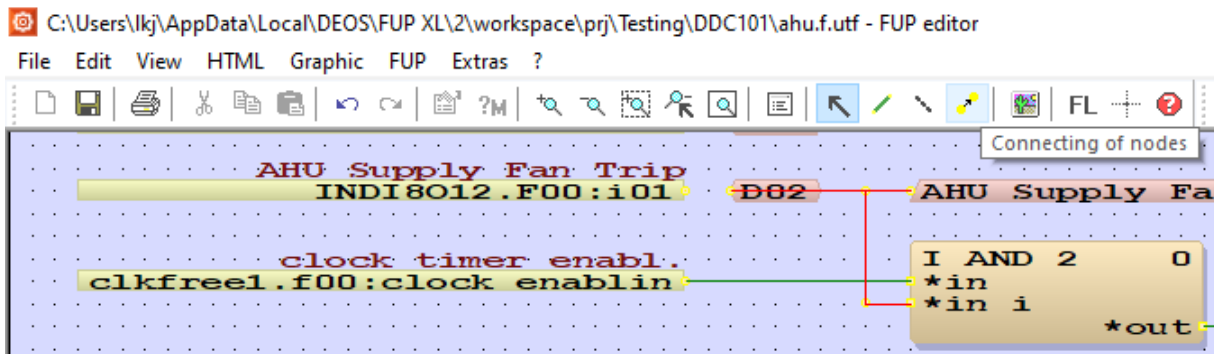 C:\Users\lkj\AppData\Local\DEOS\FUP XL\2\workspace\prj\Testing\DDC101\ahu.f.utf - FUP editor
File Edit View HTML Graphic FUP Extras ?
?M FL
Connecting of nodes
AHU Supply Fan Trip
INDI8O12.F00:i01 D02 AHU Supply Fa
clock timer enabl. I AND 2 0
clkfree1.f00:clock enablin *in
*in i
*out